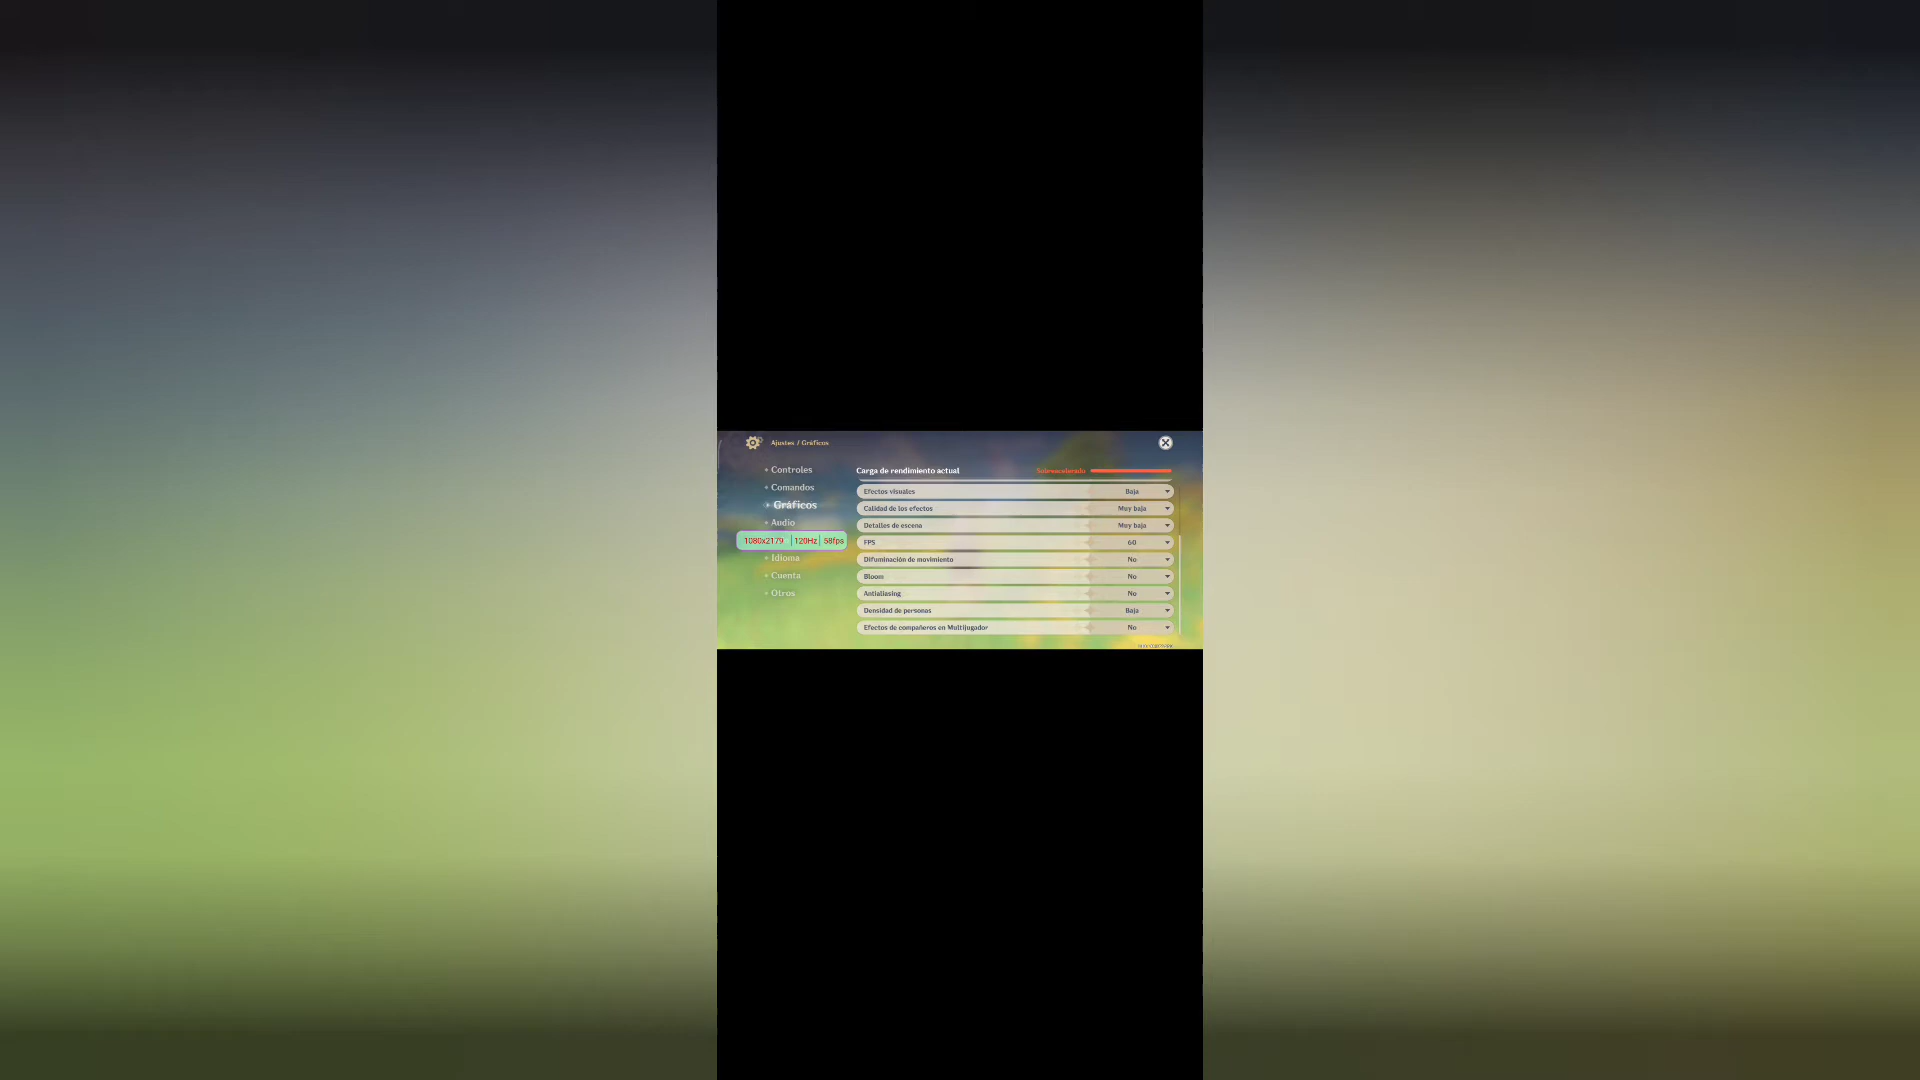 Ajustes / Gráficos
Controles
Comandos
Gráficos
Audio
1080x2179 | 120Hz | 58fps
Idioma
Cuenta
Otros
Carga de rendimiento actual Sobreacelerado
Efectos visuales Baja
Calidad de los efectos Muy baja
Detalles de escena Muy baja
FPS 60
Difuminación de movimiento No
Bloom No
Antialiasing No
Densidad de personas Baja
Efectos de compañeros en Multijugador No